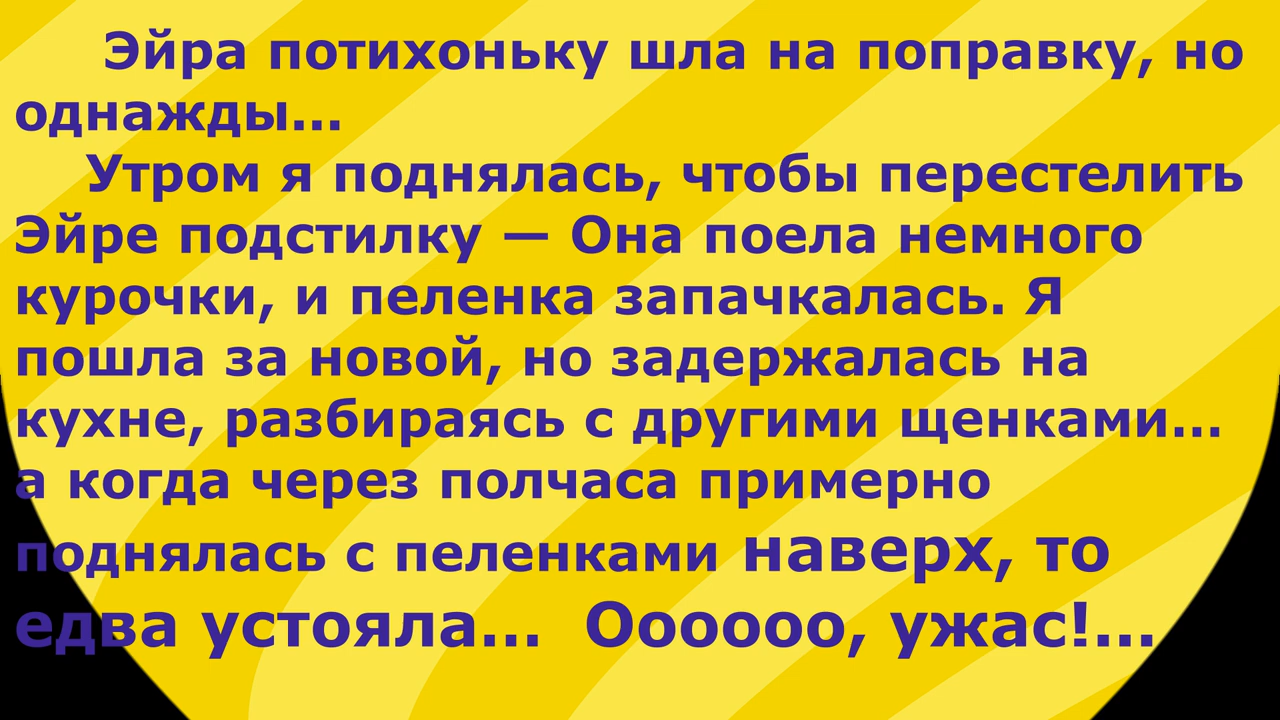 Эйра потихоньку шла на поправку, но
однажды...
Утром я поднялась, чтобы перестелить
Эйре подстилку — Она поела немного
курочки, и пеленка запачкалась. Я
пошла за новой, но задержалась на
кухне, разбираясь с другими щенками...
а когда через полчаса примерно
поднялась с пеленками наверх, то
едва устояла... Оооооо, ужас!...